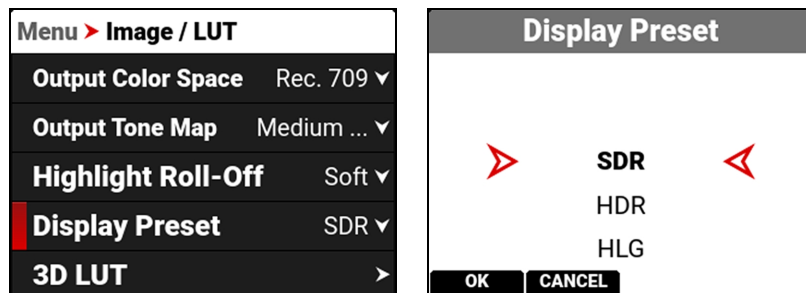 Menu > Image / LUT
Output Color Space Rec. 709
Output Tone Map Medium ...
Highlight Roll-Off Soft
Display Preset SDR
3D LUT >
Display Preset
SDR
HDR
HLG
OK CANCEL